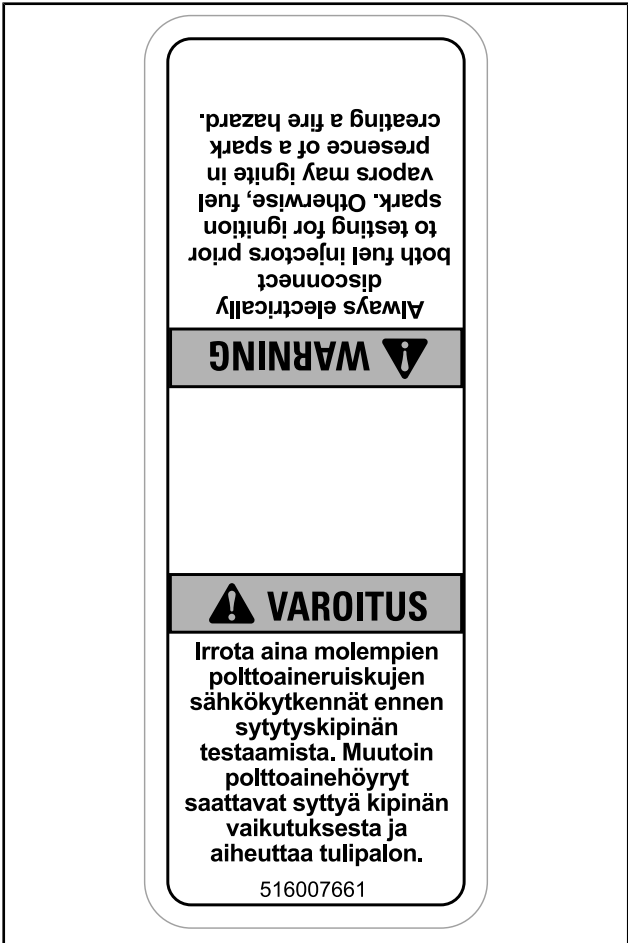 WARNING
Always electrically
disconnect
both fuel injectors prior
to testing for ignition
spark. Otherwise, fuel
vapors may ignite in
presence of a spark
creating a fire hazard.
VAROITUS
Irrota aina molempien
polttoaineruiskujen
sähkökytkennät ennen
sytytyskipinän
testaamista. Muutoin
polttoainehöyryt
saattavat syttyä kipinän
vaikutuksesta ja
aiheuttaa tulipalon.
516007661